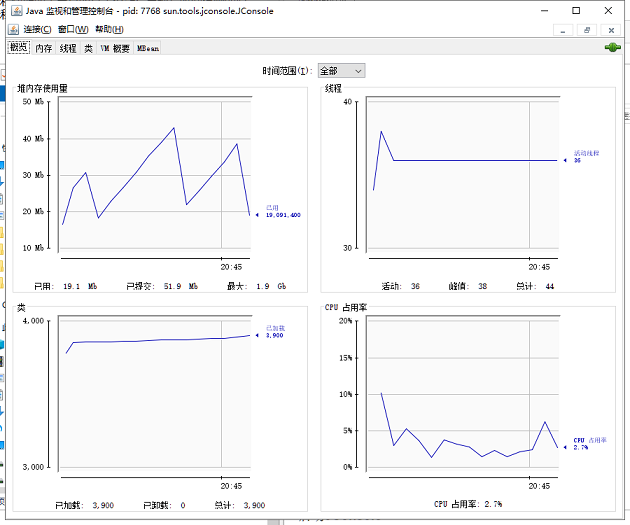 Java 监视和管理控制台 - pid: 7768 sun.tools.jconsole.JConsole
连接(C) 窗口(W) 帮助(H)
概览 内存 线程 类 VM 概要 MBean
时间范围(I): 全部
堆内存使用量
50 Mb
40 Mb
30 Mb
20 Mb
10 Mb
已用
19,091,400
20:45
已用: 19.1 Mb 已提交: 51.9 Mb 最大: 1.9 Gb
线程
40
30
活动线程
36
20:45
活动: 36 峰值: 38 总计: 44
类
4,000
3,000
已加载
3,900
20:45
已加载: 3,900 已卸载: 0 总计: 3,900
CPU 占用率
20%
15%
10%
5%
0%
CPU 占用率
2.7%
20:45
CPU 占用率: 2.7%